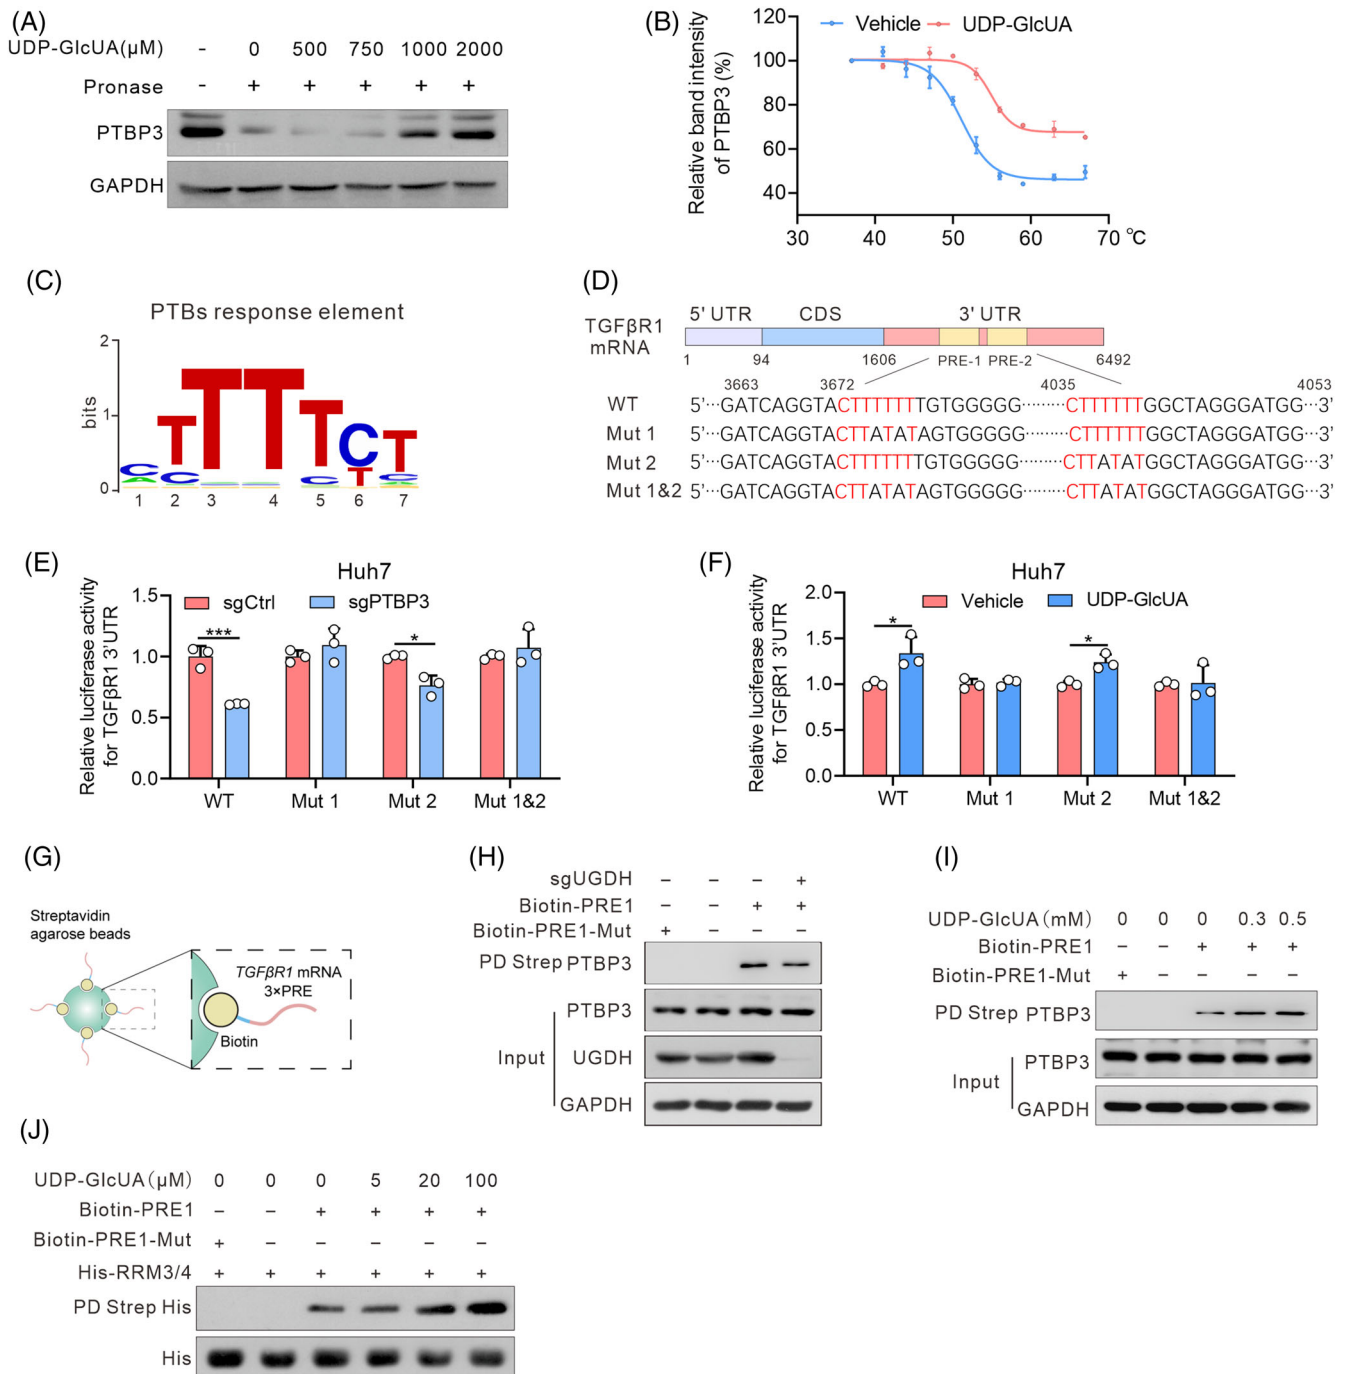 (A)
UDP-GlcUA(μM) - 0 500 750 1000 2000
Pronase - + + + + +
PTBP3
GAPDH
(B)
Vehicle UDP-GlcUA
Relative band intensity
of PTBP3 (%)
120
100
80
60
40
30 40 50 60 70 ℃
(C)
PTBs response element
bits
2
1
0
C A
T C
T
T
T C
C T
T C
1 2 3 4 5 6 7
(D)
5' UTR CDS 3' UTR
TGFβR1
mRNA
PRE-1 PRE-2
1 94 1606 6492
3663 3672 4035 4053
WT 5'···GATCAGGTACTTTTTTTGTGGGGG·········CTTTTTTGGCTAGGGATGG···3'
Mut 1 5'···GATCAGGTACTTATATAGTGGGGG·········CTTTTTTGGCTAGGGATGG···3'
Mut 2 5'···GATCAGGTACTTTTTTTGTGGGGG·········CTTATATGGCTAGGGATGG···3'
Mut 1&2 5'···GATCAGGTACTTATATAGTGGGGG·········CTTATATGGCTAGGGATGG···3'
(E)
Huh7
sgCtrl sgPTBP3
Relative luciferase activity
for TGFβR1 3'UTR
1.5
1.0
0.5
0.0
*** *
WT Mut 1 Mut 2 Mut 1&2
(F)
Huh7
Vehicle UDP-GlcUA
Relative luciferase activity
for TGFβR1 3'UTR
2.0
1.5
1.0
0.5
0.0
* *
WT Mut 1 Mut 2 Mut 1&2
(G)
Streptavidin
agarose beads
TGFβR1 mRNA
3×PRE
Biotin
(H)
sgUGDH − − − +
Biotin-PRE1 − − + +
Biotin-PRE1-Mut + − − −
PD Strep PTBP3
PTBP3
Input UGDH
GAPDH
(I)
UDP-GlcUA(mM) 0 0 0 0.3 0.5
Biotin-PRE1 − − + + +
Biotin-PRE1-Mut + − − − −
PD Strep PTBP3
PTBP3
Input
GAPDH
(J)
UDP-GlcUA(μM) 0 0 0 5 20 100
Biotin-PRE1 − − + + + +
Biotin-PRE1-Mut + − − − − −
His-RRM3/4 + + + + + +
PD Strep His
His